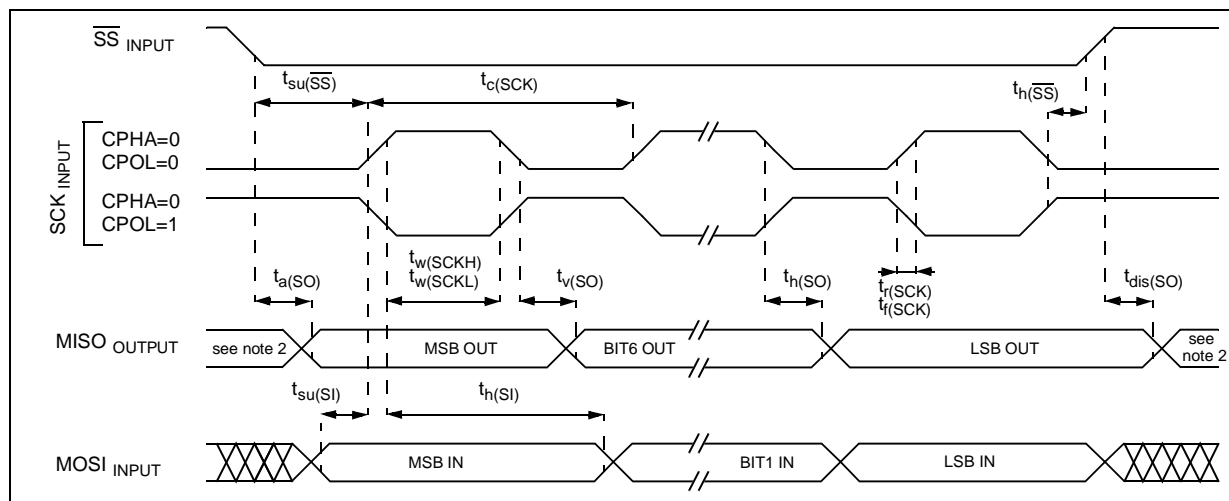 SS INPUT
tsu(SS)
tc(SCK)
th(SS)
SCK INPUT
CPHA=0
CPOL=0
CPHA=0
CPOL=1
ta(SO)
tw(SCKH)
tw(SCKL)
tv(SO)
th(SO)
tr(SCK)
tf(SCK)
tdis(SO)
MISO OUTPUT
see note 2
MSB OUT
BIT6 OUT
LSB OUT
see
note 2
tsu(SI)
th(SI)
MOSI INPUT
MSB IN
BIT1 IN
LSB IN